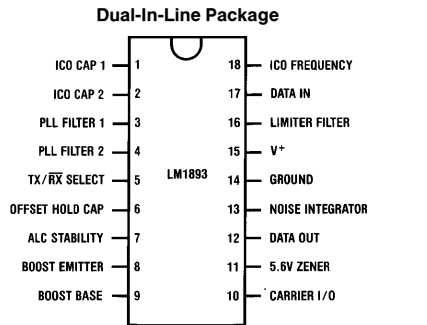 Dual-In-Line Package
ICO CAP 1 1 18 ICO FREQUENCY
ICO CAP 2 2 17 DATA IN
PLL FILTER 1 3 16 LIMITER FILTER
PLL FILTER 2 4 15 V+
TX/RX SELECT 5 LM1893 14 GROUND
OFFSET HOLD CAP 6 13 NOISE INTEGRATOR
ALC STABILITY 7 12 DATA OUT
BOOST EMITTER 8 11 5.6V ZENER
BOOST BASE 9 10 CARRIER I/O